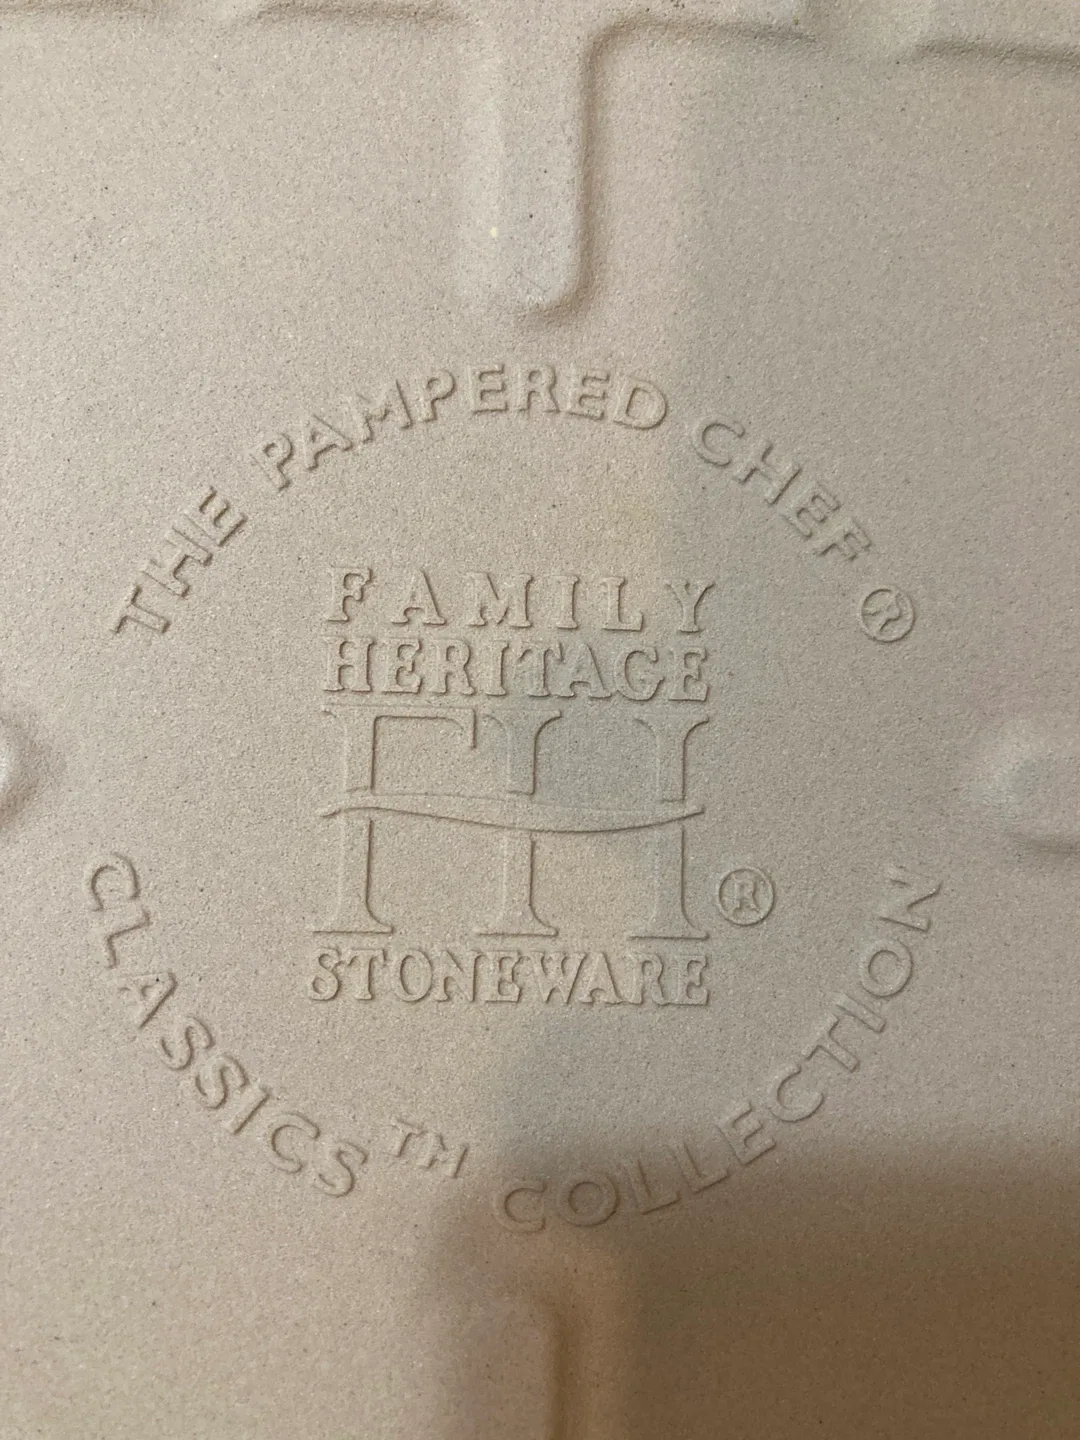 THE PAMPERED CHEF ®
FAMILY
HERITAGE
FH ®
STONEWARE
CLASSICS™ COLLECTION